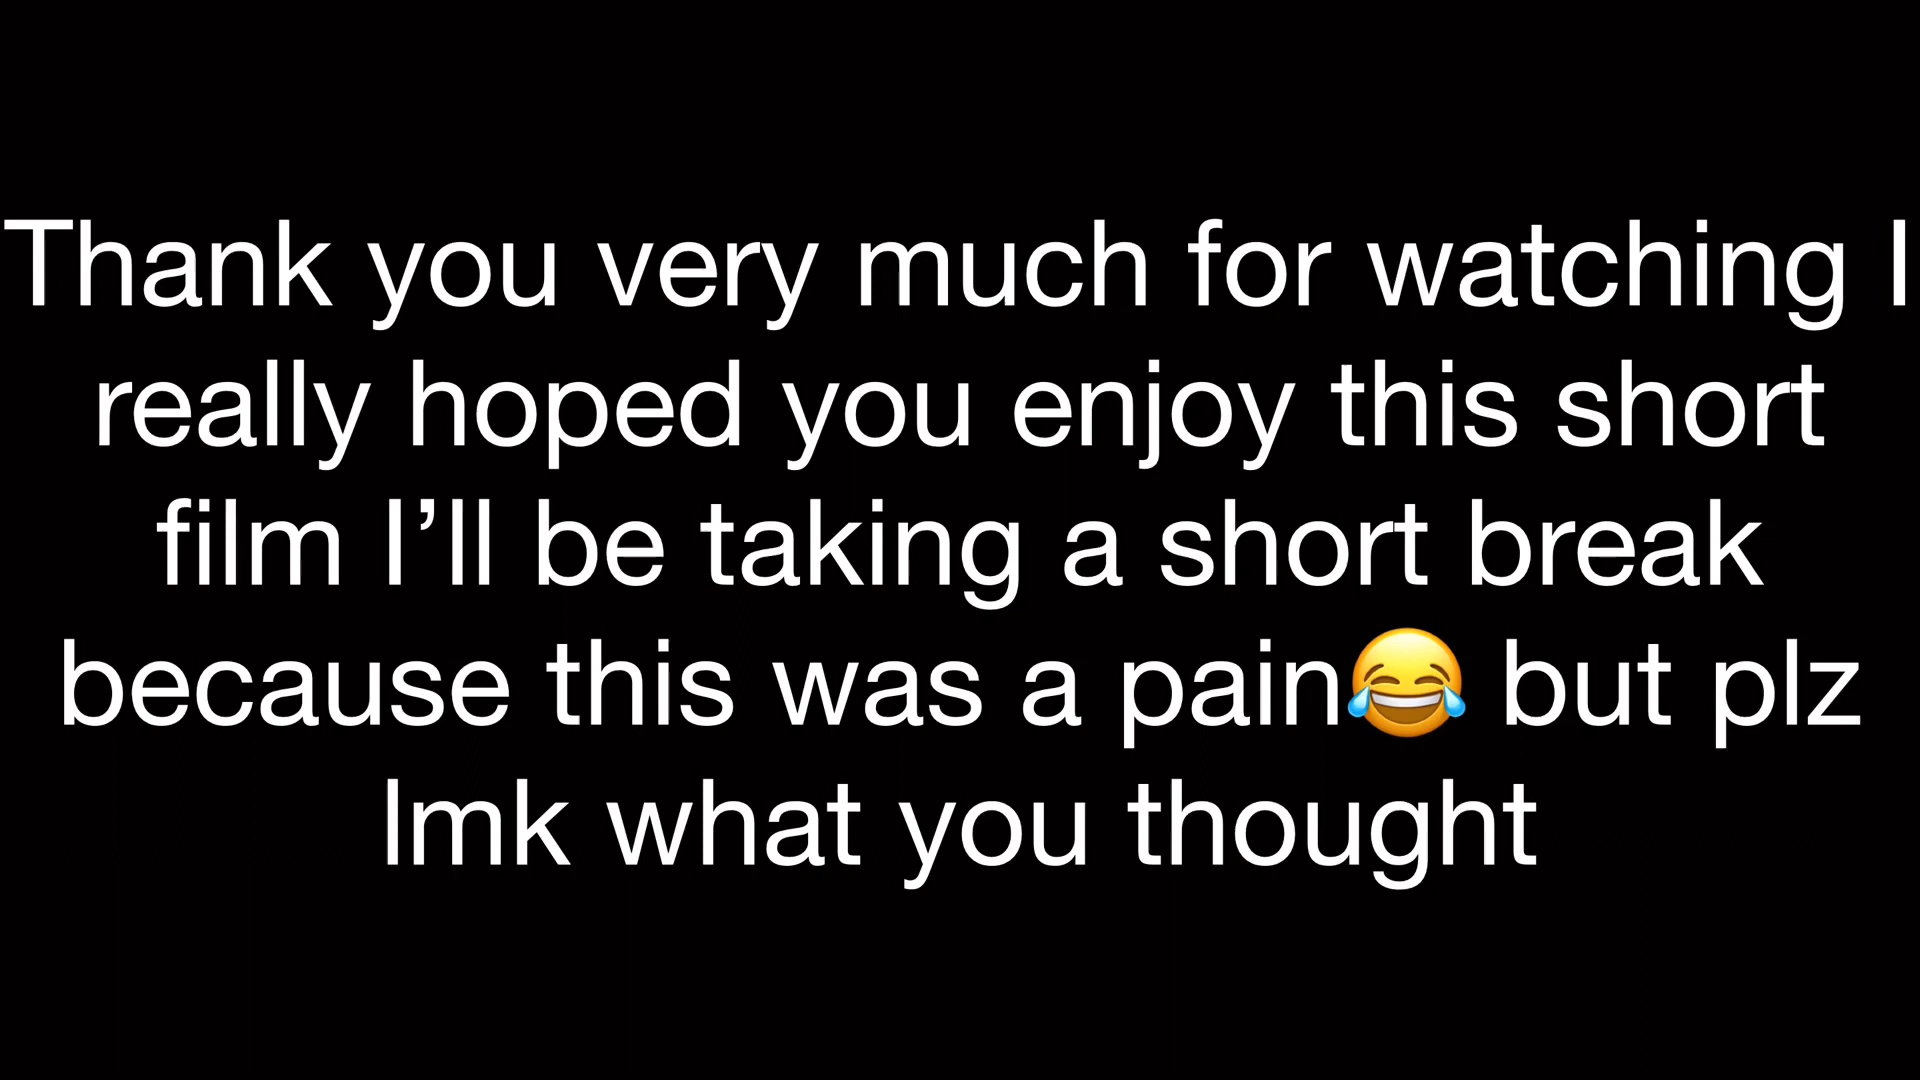 Thank you very much for watching I
really hoped you enjoy this short
film I’ll be taking a short break
because this was a pain😂 but plz
lmk what you thought